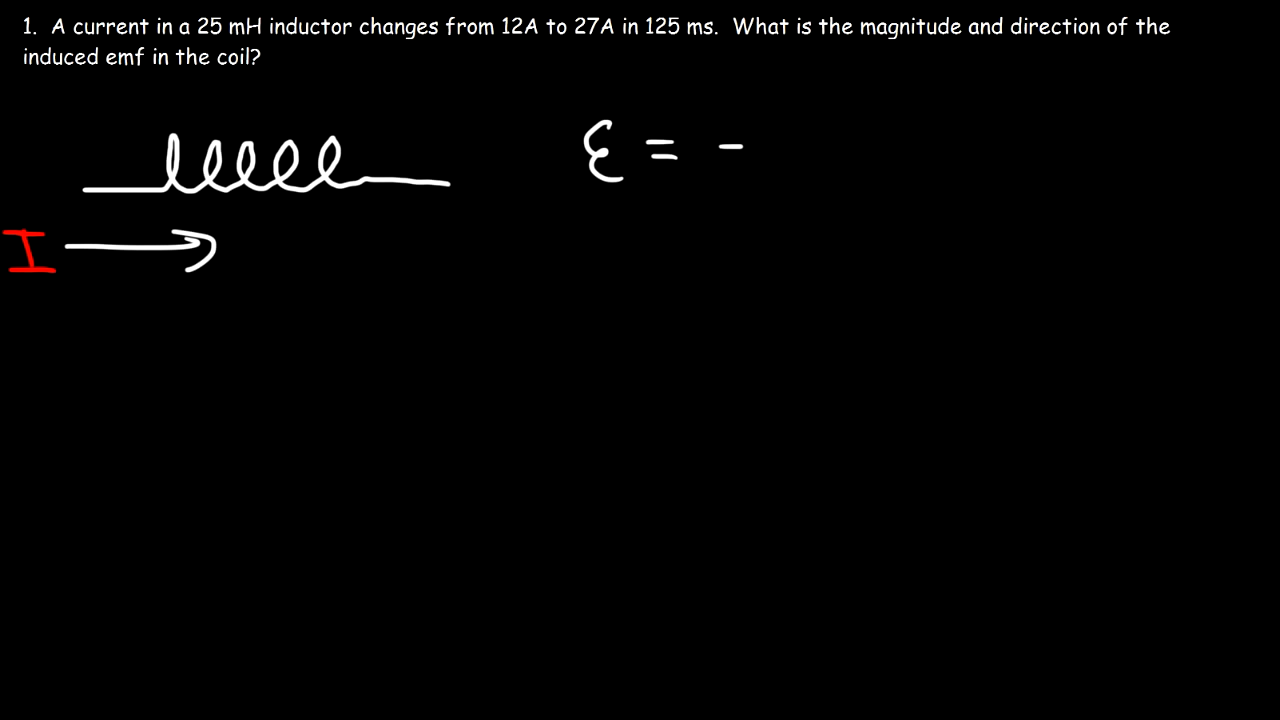 1. A current in a 25 mH inductor changes from 12A to 27A in 125 ms. What is the magnitude and direction of the
induced emf in the coil?
ε = -
I